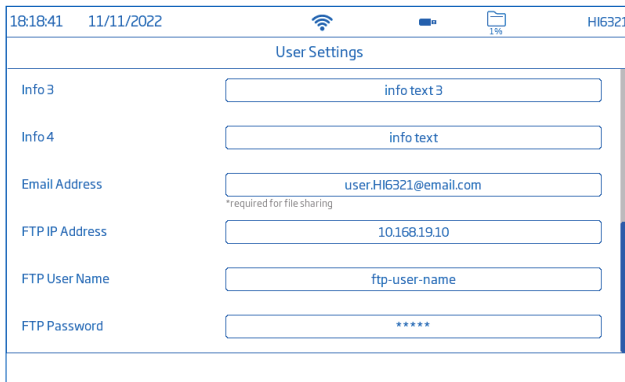 18:18:41 11/11/2022 1% HI6321
User Settings
Info 3 info text 3
Info 4 info text
Email Address user.HI6321@email.com
*required for file sharing
FTP IP Address 10.168.19.10
FTP User Name ftp-user-name
FTP Password *****